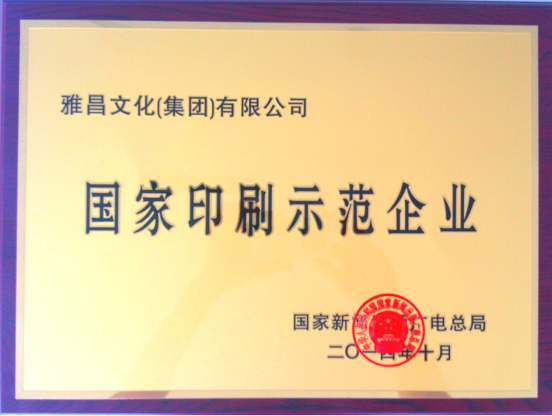 雅昌文化(集团)有限公司
国家印刷示范企业
国家新广电总局
二〇一四年十月